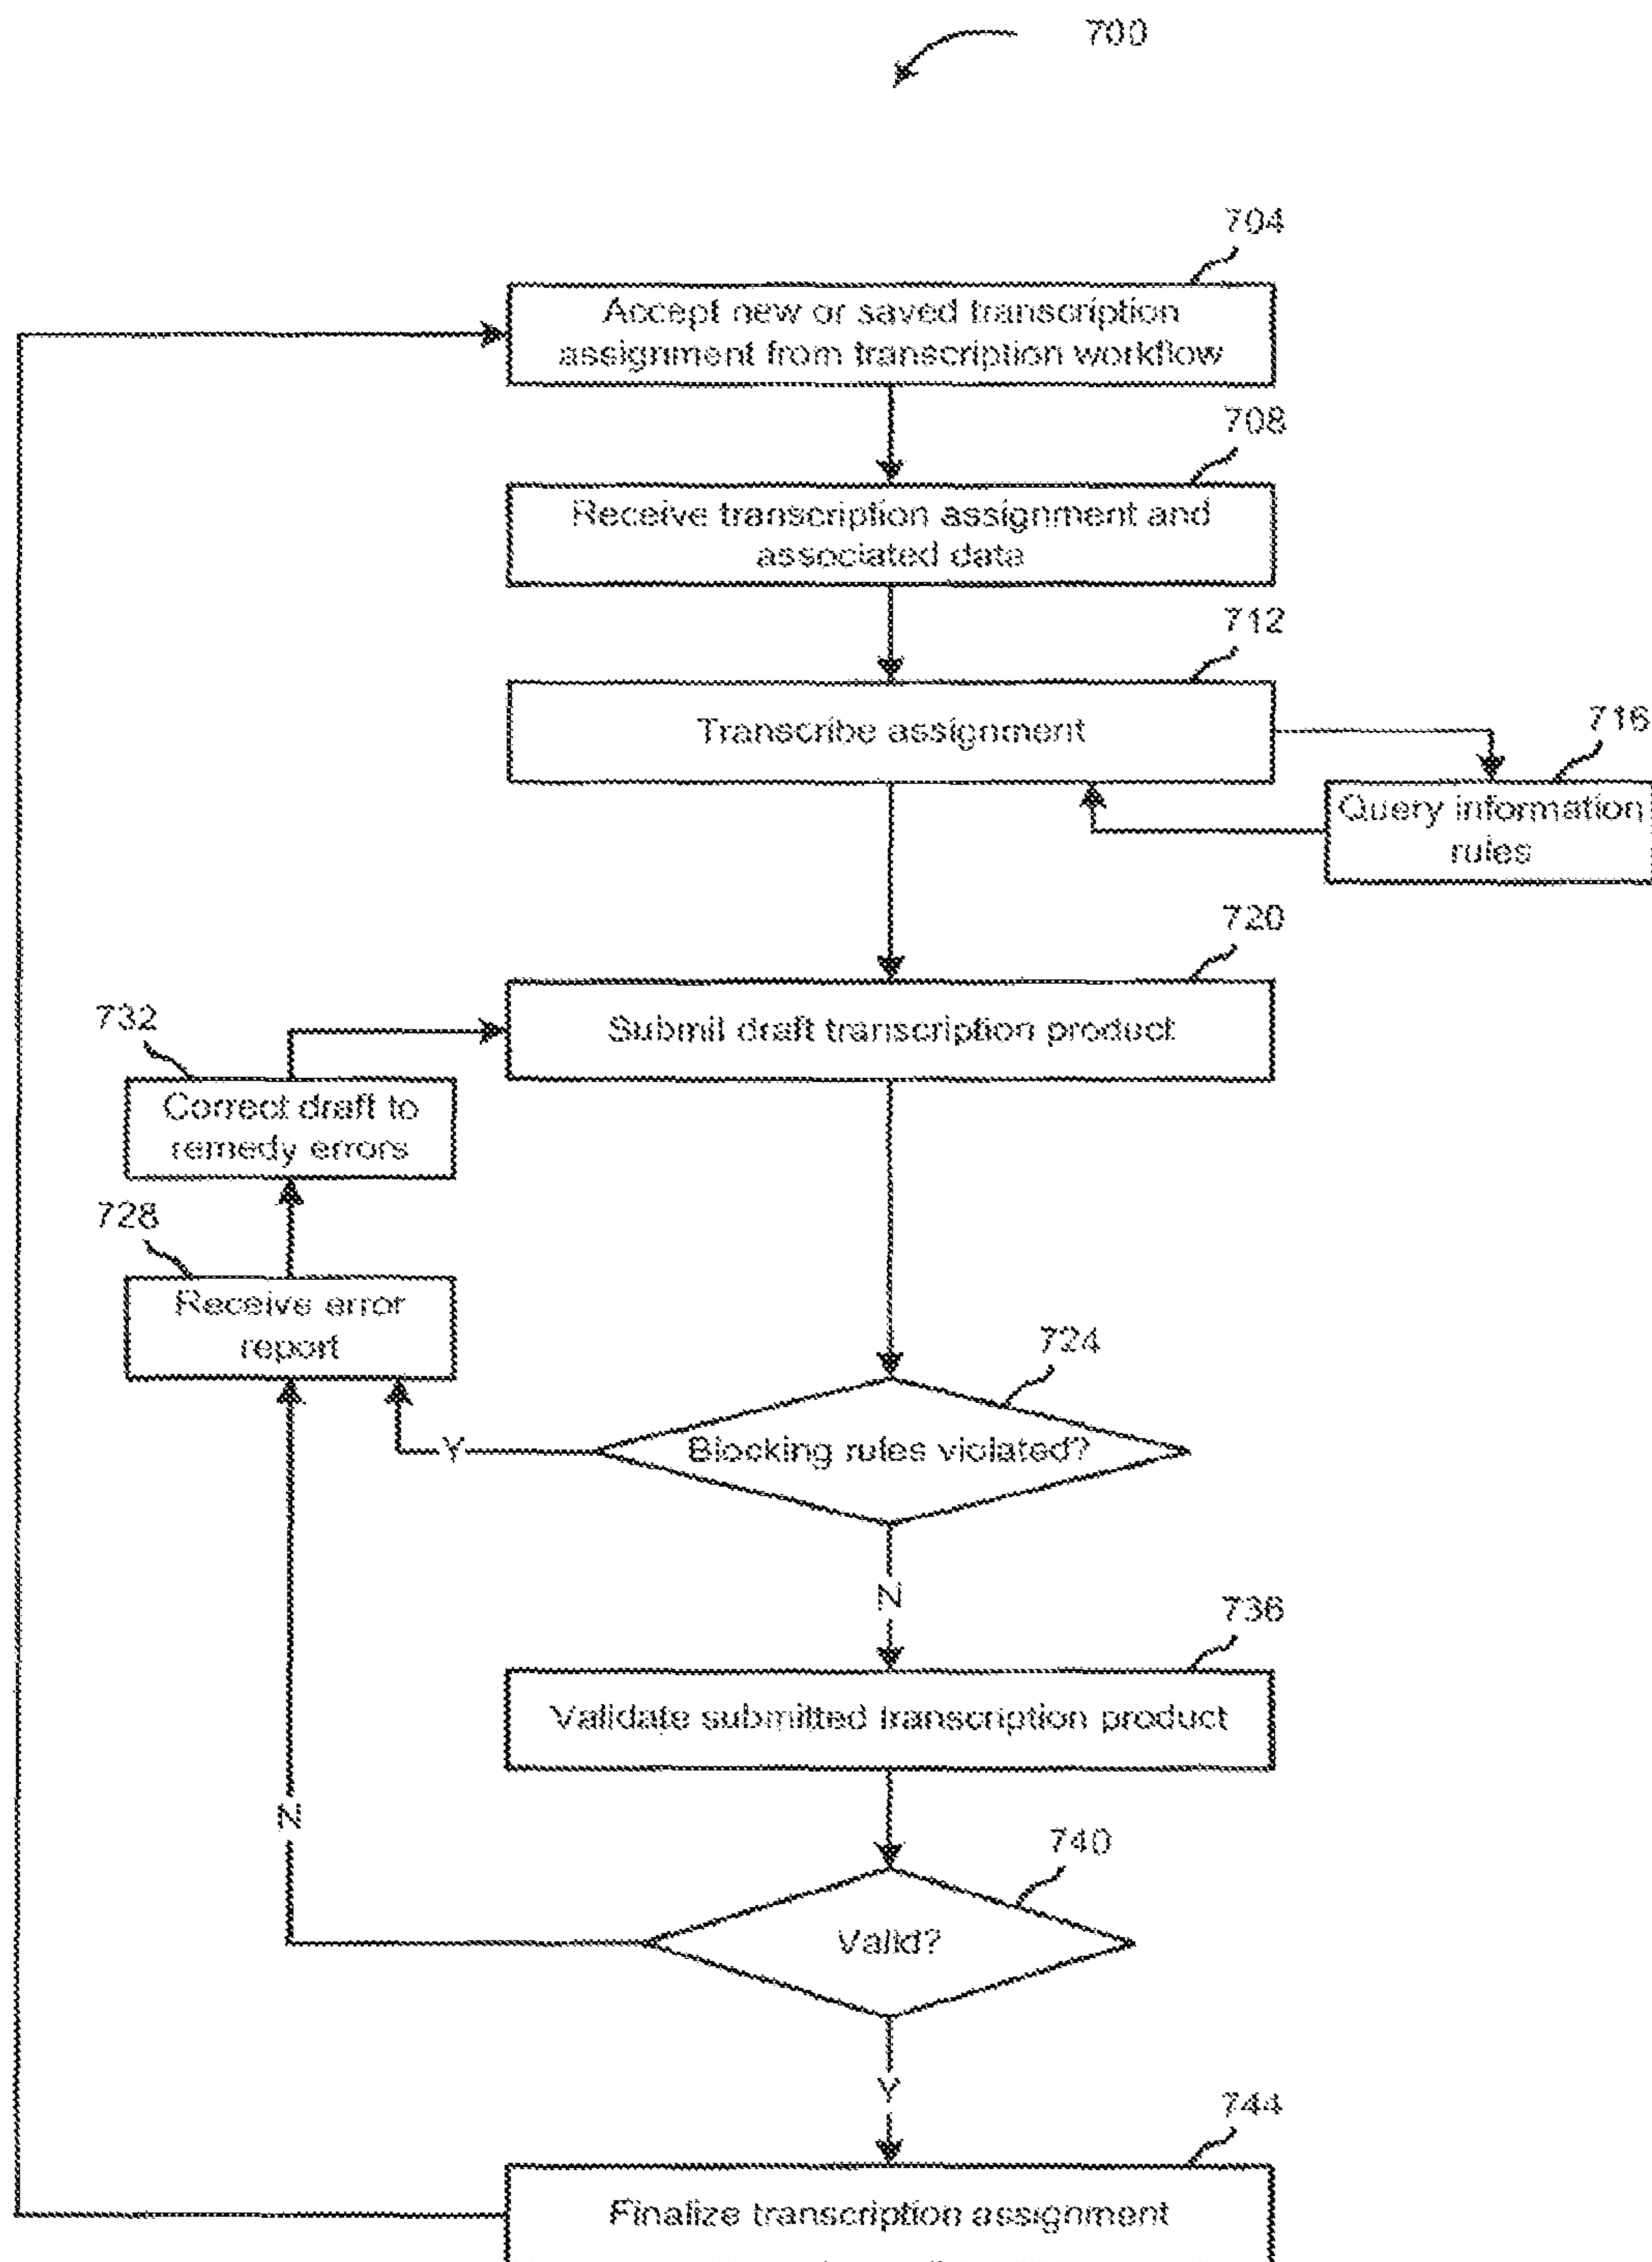 700
704
Accept new or saved transcription
assignment from transcription workflow
708
Receive transcription assignment and
associated data
712
Transcribe assignment
716
Query information
rules
720
Submit draft transcription product
732
Correct draft to
remedy errors
728
Receive error
report
724
Blocking rules violated?
Y
N
736
Validate submitted transcription product
N
740
Valid?
Y
744
Finalize transcription assignment